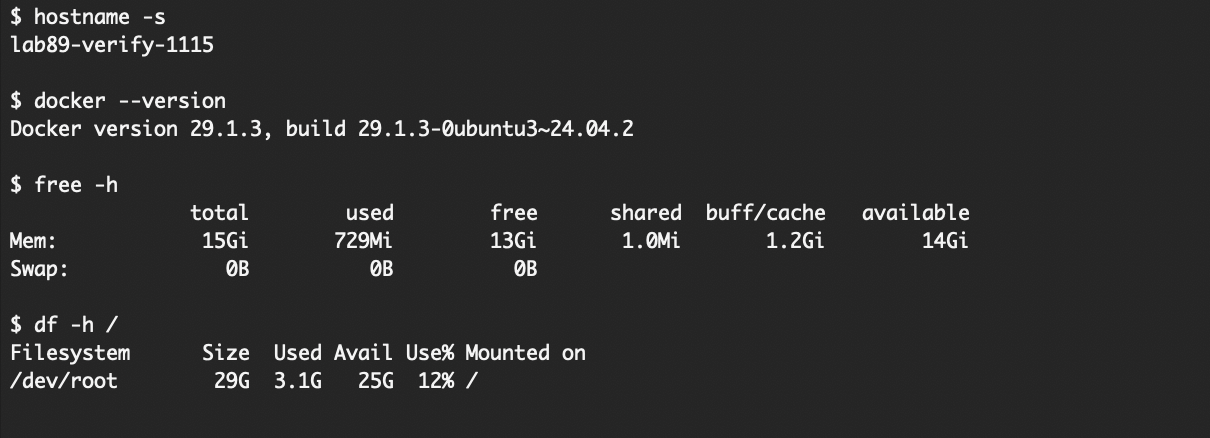 $ hostname -s
lab89-verify-1115
$ docker --version
Docker version 29.1.3, build 29.1.3-0ubuntu3~24.04.2
$ free -h
               total        used        free      shared  buff/cache   available
Mem:            15Gi       729Mi        13Gi       1.0Mi       1.2Gi        14Gi
Swap:             0B          0B          0B
$ df -h /
Filesystem      Size  Used Avail Use% Mounted on
/dev/root        29G  3.1G   25G  12% /